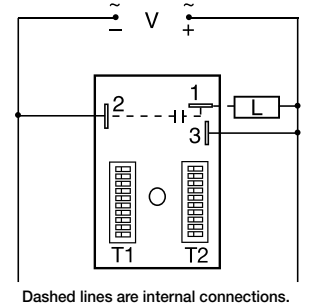 ~ V ~
− +
1
2
L
3
T1 T2
Dashed lines are internal connections.